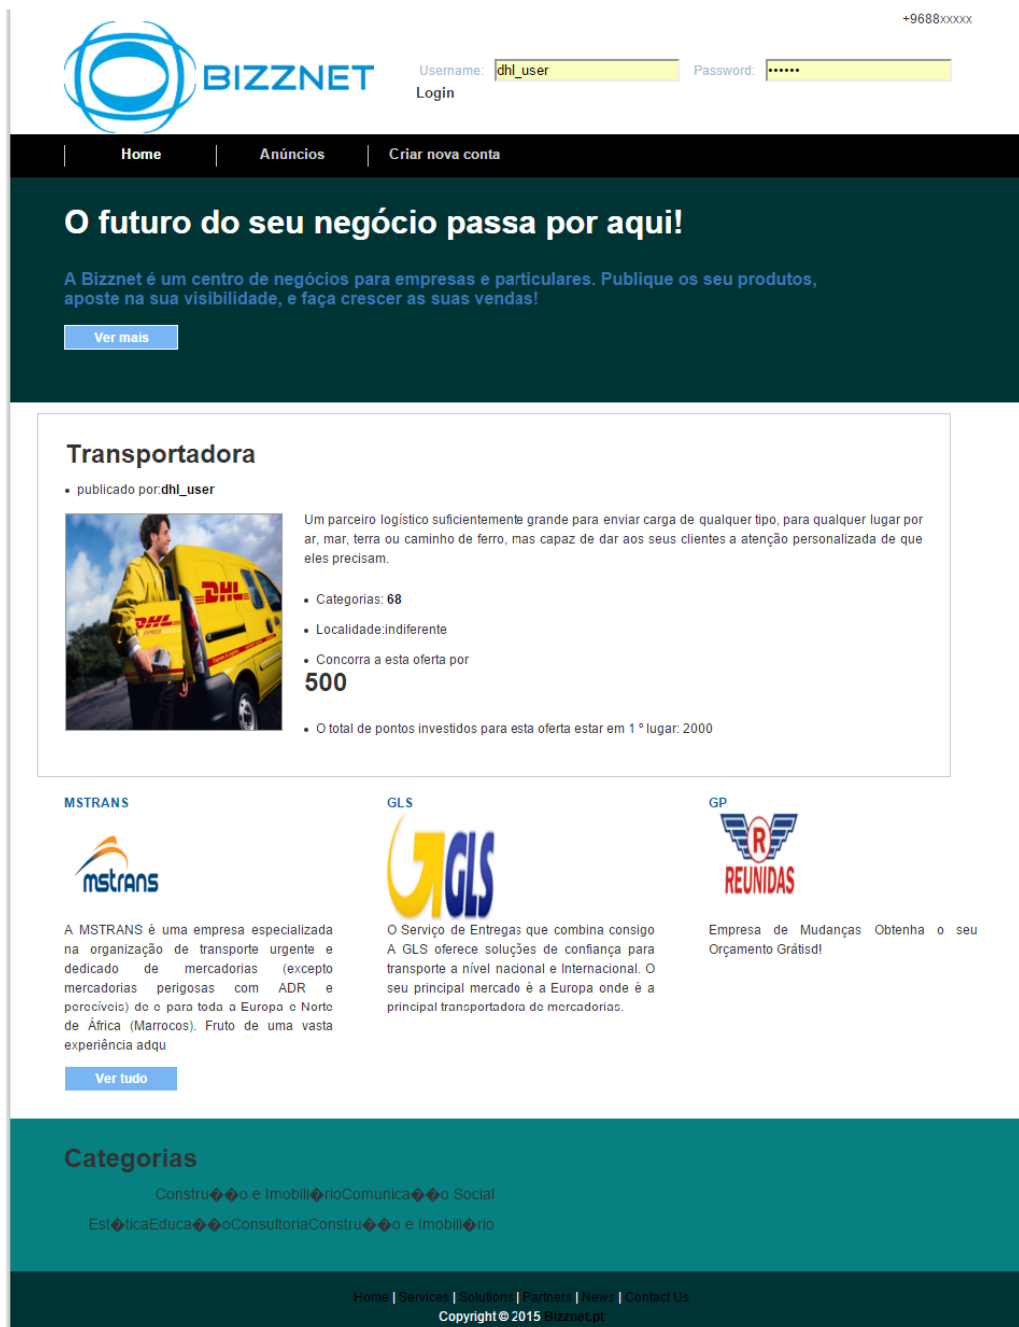 +9688xxxxx
BIZZNET
Username: dhl_user Password: ••••••
Login
Home Anúncios Criar nova conta
O futuro do seu negócio passa por aqui!
A Bizznet é um centro de negócios para empresas e particulares. Publique os seu produtos,
aposte na sua visibilidade, e faça crescer as suas vendas!
Ver mais
Transportadora
• publicado por:dhl_user
Um parceiro logístico suficientemente grande para enviar carga de qualquer tipo, para qualquer lugar por
ar, mar, terra ou caminho de ferro, mas capaz de dar aos seus clientes a atenção personalizada de que
eles precisam.
DHL
DHL
EXPRESS
• Categorias: 68
• Localidade:indiferente
• Concorra a esta oferta por
500
• O total de pontos investidos para esta oferta estar em 1 º lugar: 2000
MSTRANS
mstrans
A MSTRANS é uma empresa especializada
na organização de transporte urgente e
dedicado de mercadorias (excepto
mercadorias perigosas com ADR e
perecíveis) de e para toda a Europa e Norte
de África (Marrocos). Fruto de uma vasta
experiência adqu
GLS
GLS
O Serviço de Entregas que combina consigo
A GLS oferece soluções de confiança para
transporte a nível nacional e Internacional. O
seu principal mercado é a Europa onde é a
principal transportadora de mercadorias.
GP
R
REUNIDAS
Empresa de Mudanças Obtenha o seu
Orçamento Grátisd!
Ver tudo
Categorias
Constru��o e Imobili�rioComunica��o Social
Est�ticaEduca��oConsultoriaConstru��o e Imobili�rio
Home | Services | Solutions | Partners | News | Contact Us
Copyright © 2015 Bizznet.pt